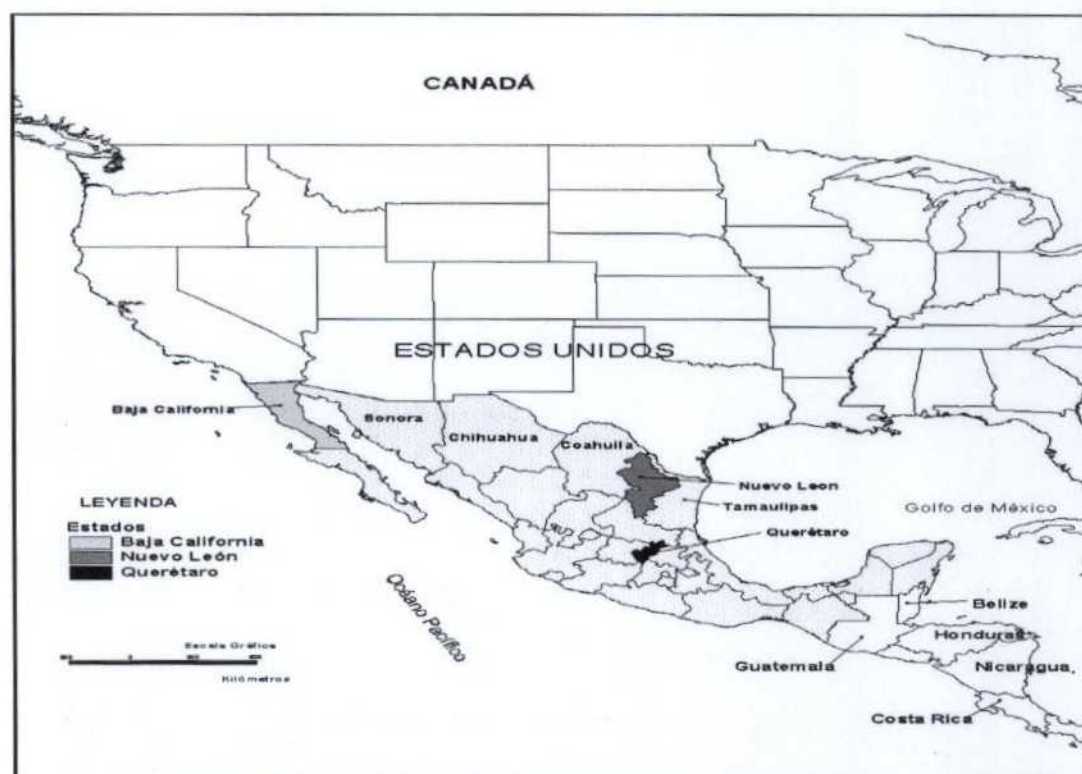 CANADÁ
ESTADOS UNIDOS
Baja California
Sonora
Chihuahua
Coahuila
Nuevo Leon
Tamaulipas
Golfo de México
Querétaro
LEYENDA
Estados
Baja California
Nuevo León
Querétaro
Océano Pacífico
Belize
Honduras
Guatemala
Nicaragua,
Costa Rica
Escala Gráfica
Kilómetros